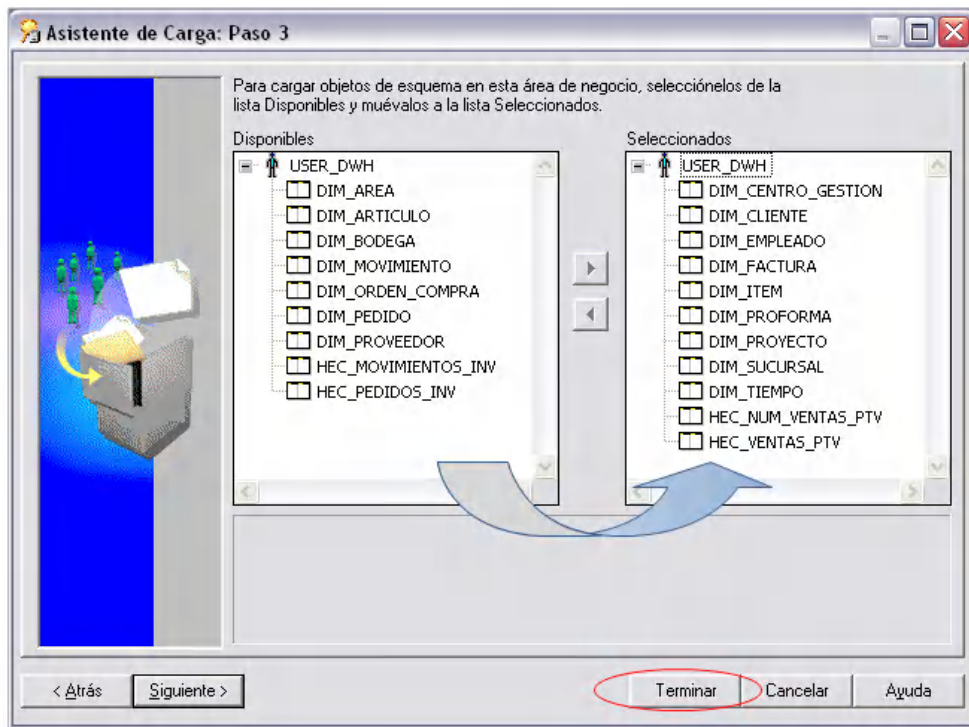 Asistente de Carga: Paso 3
Para cargar objetos de esquema en esta área de negocio, selecciónelos de la
lista Disponibles y muévalos a la lista Seleccionados.
Disponibles
USER_DWH
DIM_AREA
DIM_ARTICULO
DIM_BODEGA
DIM_MOVIMIENTO
DIM_ORDEN_COMPRA
DIM_PEDIDO
DIM_PROVEEDOR
HEC_MOVIMIENTOS_INV
HEC_PEDIDOS_INV
Seleccionados
USER_DWH
DIM_CENTRO_GESTION
DIM_CLIENTE
DIM_EMPLEADO
DIM_FACTURA
DIM_ITEM
DIM_PROFORMA
DIM_PROYECTO
DIM_SUCURSAL
DIM_TIEMPO
HEC_NUM_VENTAS_PTV
HEC_VENTAS_PTV
< Atrás
Siguiente >
Terminar
Cancelar
Ayuda